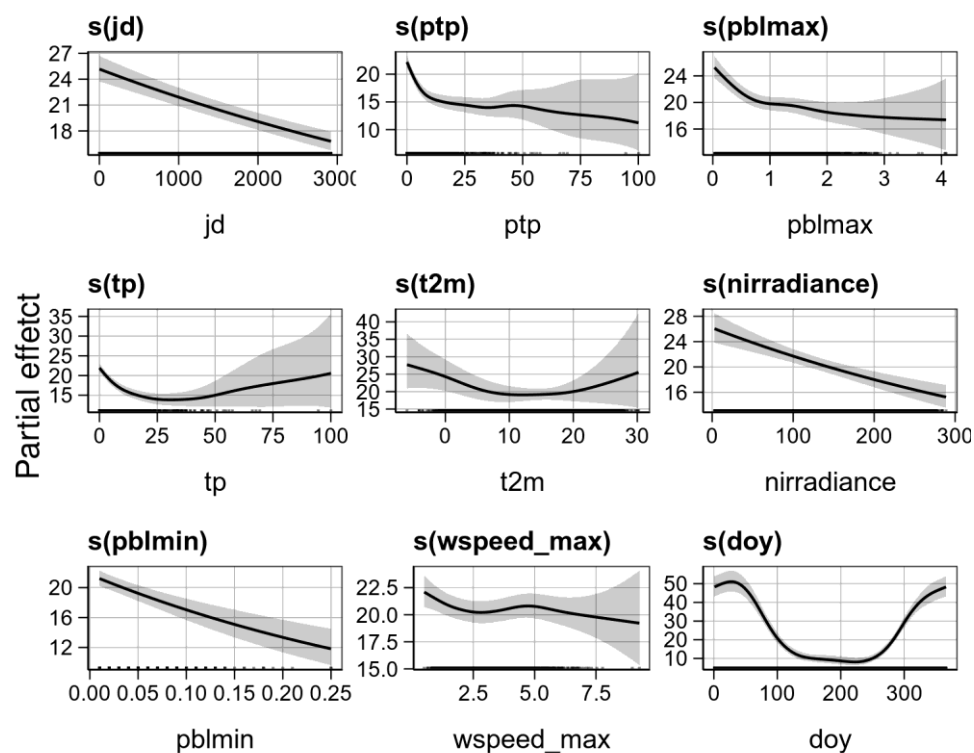 s(jd)
27
24
21
18
0 1000 2000 3000
jd
s(ptp)
20
15
10
0 25 50 75 100
ptp
s(pblmax)
24
20
16
0 1 2 3 4
pblmax
Partial effetct
s(tp)
35
30
25
20
15
0 25 50 75 100
tp
s(t2m)
40
35
30
25
20
15
0 10 20 30
t2m
s(nirradiance)
28
24
20
16
0 100 200 300
nirradiance
s(pblmin)
20
16
12
0.00 0.05 0.10 0.15 0.20 0.25
pblmin
s(wspeed_max)
22.5
20.0
17.5
15.0
2.5 5.0 7.5
wspeed_max
s(doy)
50
40
30
20
10
0 100 200 300
doy